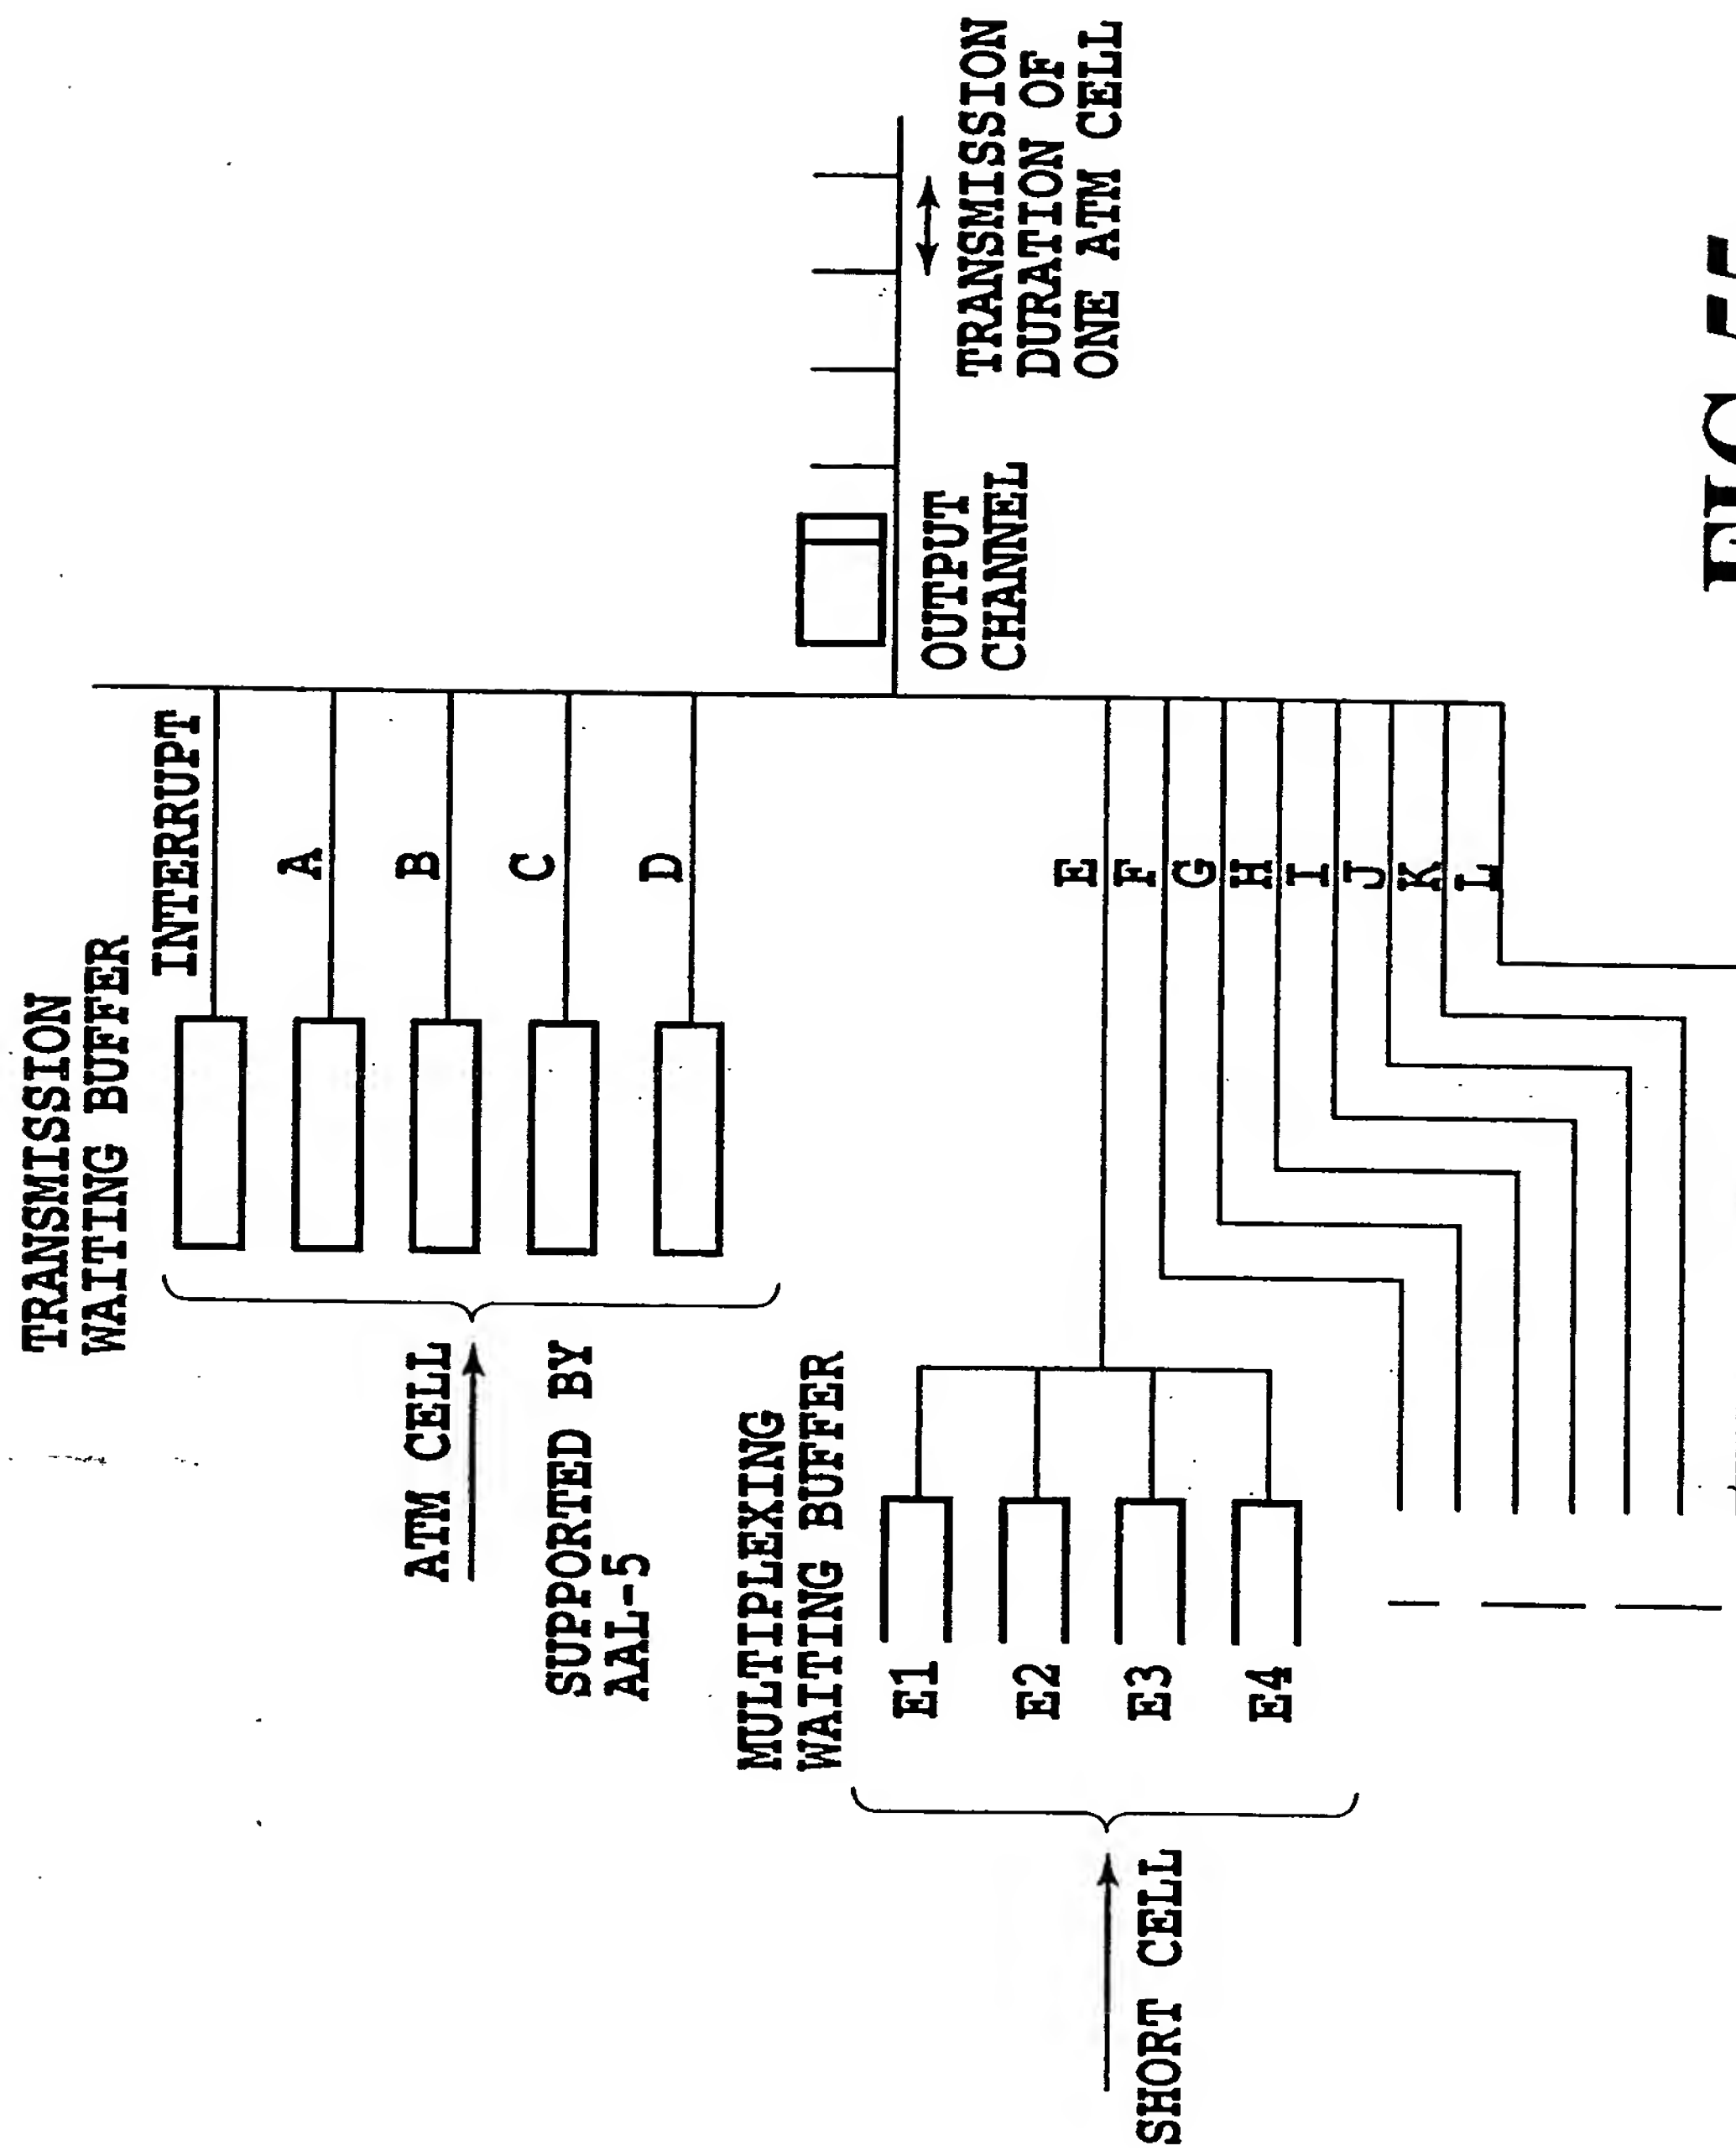 TRANSMISSION
WAITING BUFFER
INTERRUPT
A
B
C
D
ATM CELL
SUPPORTED BY
AAL-5
OUTPUT
CHANNEL
TRANSMISSION
DURATION OF
ONE ATM CELL
MULTIPLEXING
WAITING BUFFER
E1
E2
E3
E4
SHORT CELL
E
F
G
H
I
J
K
L